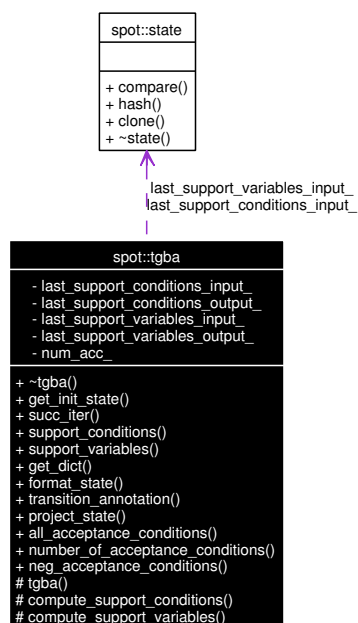 spot::state
+ compare()
+ hash()
+ clone()
+ ~state()
last_support_variables_input_
last_support_conditions_input_
spot::tgba
- last_support_conditions_input_
- last_support_conditions_output_
- last_support_variables_input_
- last_support_variables_output_
- num_acc_
+ ~tgba()
+ get_init_state()
+ succ_iter()
+ support_conditions()
+ support_variables()
+ get_dict()
+ format_state()
+ transition_annotation()
+ project_state()
+ all_acceptance_conditions()
+ number_of_acceptance_conditions()
+ neg_acceptance_conditions()
# tgba()
# compute_support_conditions()
# compute_support_variables()